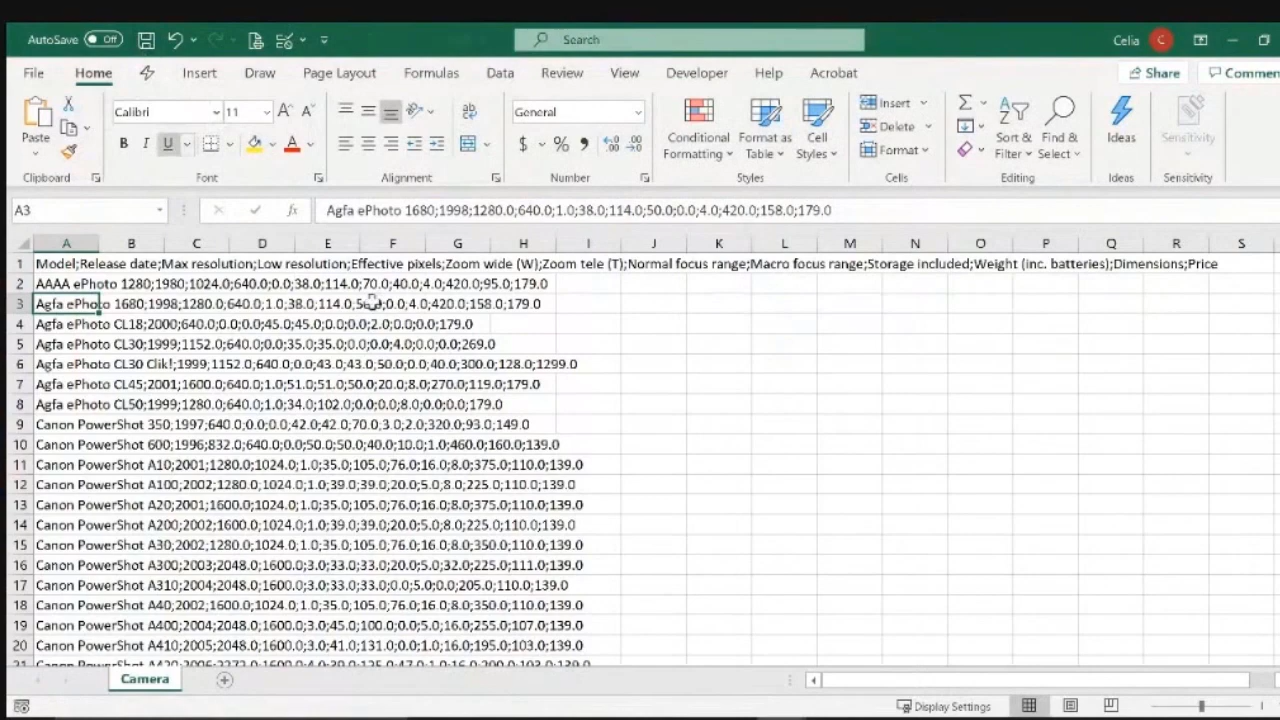 AutoSave Off Search Celia C
File Home Insert Draw Page Layout Formulas Data Review View Developer Help Acrobat Share Commen
Calibri 11 General Insert
Paste B I U $ % Conditional Formatting Format as Table Cell Styles Delete Format Sort & Filter Find & Select Ideas Sensitivity
Clipboard Font Alignment Number Styles Cells Editing Ideas Sensitivity
A3 fx Agfa ePhoto 1680;1998;1280.0;640.0;1.0;38.0;114.0;50.0;0.0;4.0;420.0;158.0;179.0
A B C D E F G H I J K L M N O P Q R S
1 Model;Release date;Max resolution;Low resolution;Effective pixels;Zoom wide (W);Zoom tele (T);Normal focus range;Macro focus range;Storage included;Weight (inc. batteries);Dimensions;Price
2 AAAA ePhoto 1280;1980;1024.0;640.0;0.0;38.0;114.0;70.0;40.0;4.0;420.0;95.0;179.0
3 Agfa ePhoto 1680;1998;1280.0;640.0;1.0;38.0;114.0;50.0;0.0;4.0;420.0;158.0;179.0
4 Agfa ePhoto CL18;2000;640.0;0.0;0.0;45.0;45.0;0.0;0.0;2.0;0.0;0.0;179.0
5 Agfa ePhoto CL30;1999;1152.0;640.0;0.0;35.0;35.0;0.0;0.0;4.0;0.0;0.0;269.0
6 Agfa ePhoto CL30 Clik!;1999;1152.0;640.0;0.0;43.0;43.0;50.0;0.0;40.0;300.0;128.0;1299.0
7 Agfa ePhoto CL45;2001;1600.0;640.0;1.0;51.0;51.0;50.0;20.0;8.0;270.0;119.0;179.0
8 Agfa ePhoto CL50;1999;1280.0;640.0;1.0;34.0;102.0;0.0;0.0;8.0;0.0;0.0;179.0
9 Canon PowerShot 350;1997;640.0;0.0;0.0;42.0;42.0;70.0;3.0;2.0;320.0;93.0;149.0
10 Canon PowerShot 600;1996;832.0;640.0;0.0;50.0;50.0;40.0;10.0;1.0;460.0;160.0;139.0
11 Canon PowerShot A10;2001;1280.0;1024.0;1.0;35.0;105.0;76.0;16.0;8.0;375.0;110.0;139.0
12 Canon PowerShot A100;2002;1280.0;1024.0;1.0;39.0;39.0;20.0;5.0;8.0;225.0;110.0;139.0
13 Canon PowerShot A20;2001;1600.0;1024.0;1.0;35.0;105.0;76.0;16.0;8.0;375.0;110.0;139.0
14 Canon PowerShot A200;2002;1600.0;1024.0;1.0;39.0;39.0;20.0;5.0;8.0;225.0;110.0;139.0
15 Canon PowerShot A30;2002;1280.0;1024.0;1.0;35.0;105.0;76.0;16.0;8.0;350.0;110.0;139.0
16 Canon PowerShot A300;2003;2048.0;1600.0;3.0;33.0;33.0;20.0;5.0;32.0;225.0;111.0;139.0
17 Canon PowerShot A310;2004;2048.0;1600.0;3.0;33.0;33.0;0.0;5.0;0.0;205.0;110.0;139.0
18 Canon PowerShot A40;2002;1600.0;1024.0;1.0;35.0;105.0;76.0;16.0;8.0;350.0;110.0;139.0
19 Canon PowerShot A400;2004;2048.0;1600.0;3.0;45.0;100.0;0.0;5.0;16.0;255.0;107.0;139.0
20 Canon PowerShot A410;2005;2048.0;1600.0;3.0;41.0;131.0;0.0;1.0;16.0;195.0;103.0;139.0
Camera
Display Settings